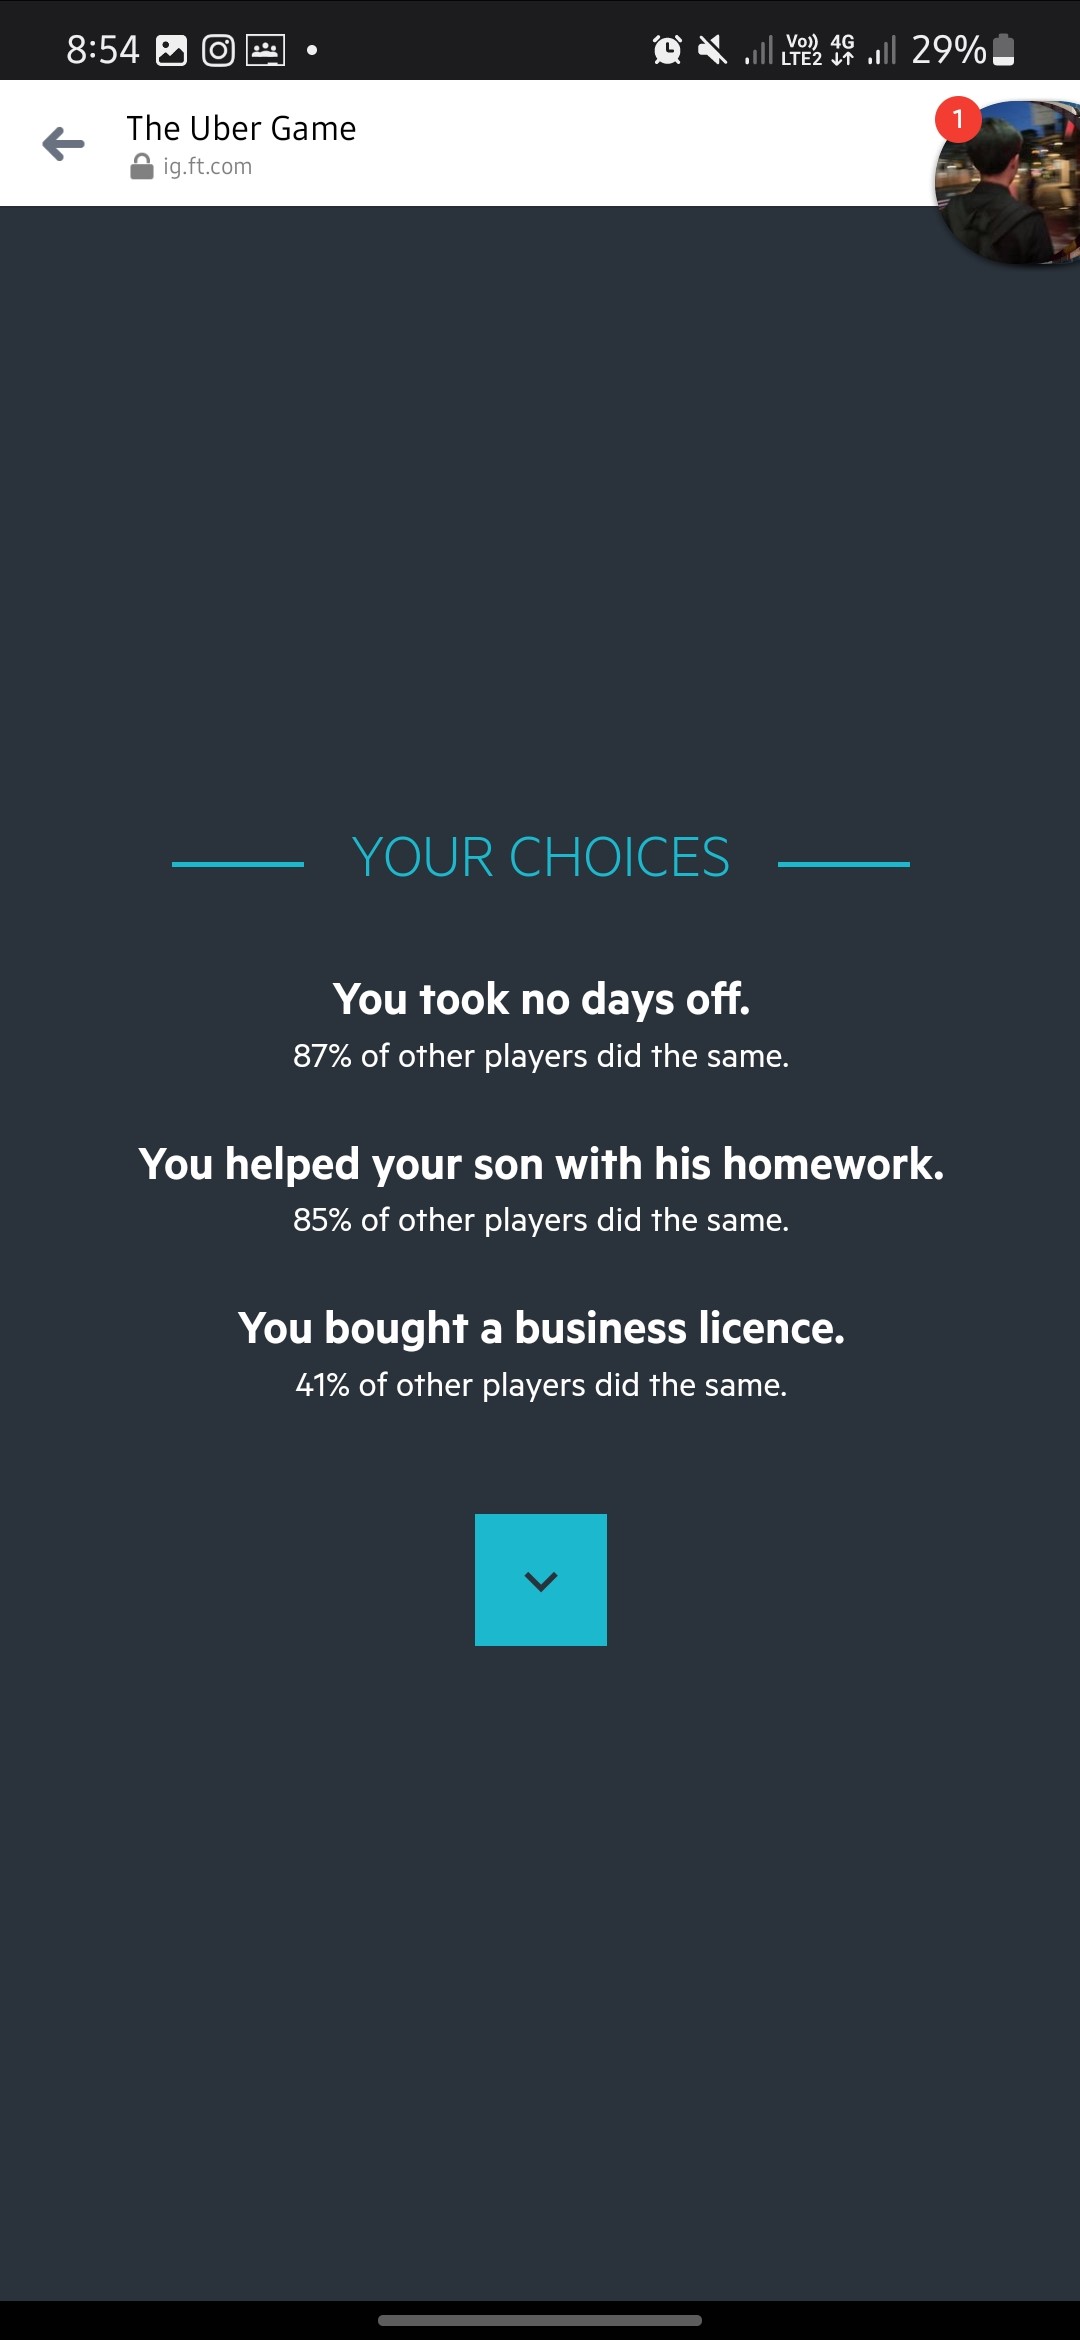 8:54
Vo)) 4G
LTE2
29%
1
The Uber Game
ig.ft.com
YOUR CHOICES
You took no days off.
87% of other players did the same.
You helped your son with his homework.
85% of other players did the same.
You bought a business licence.
41% of other players did the same.